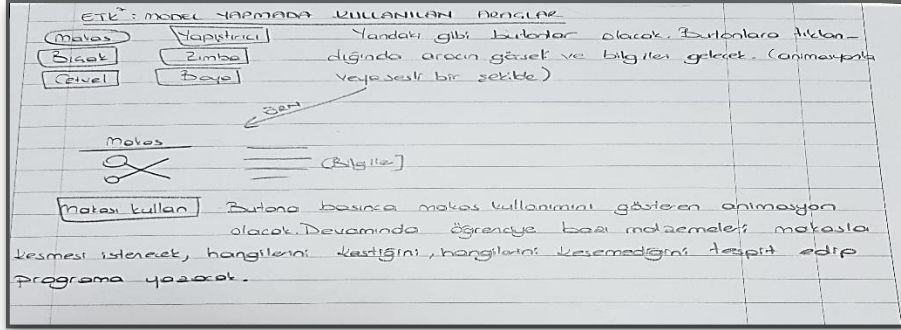 ETK²: MODEL YAPMADA KULLANILAN ARAÇLAR
Makas Yapıştırıcı Yandaki gibi butonlar olacak. Butonlara tıklan-
Bıçak Zımba dığında aracın görseli ve bilgileri gelecek. (animasyonla
Cetvel Boya veya sesli bir şekilde)
ÖRN
Makas
(Bilgiler]
Makası kullan Butona basınca makas kullanımını gösteren animasyon
olacak. Devamında öğrenciye bazı malzemeleri makasla
kesmesi istenecek, hangilerini kestiğini, hangilerini kesemediğini tespit edip
programa yazacak.